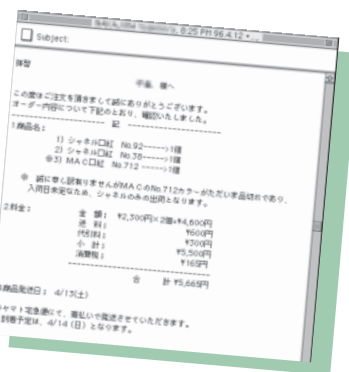 8:25 PM 96.4.12
Subject:
拝啓
様へ
この度はご注文を頂きまして誠にありがとうございます。
オーダー内容について下記のとおり、確認いたしました。
-------------------- 記 --------------------
1.商品名：
1) シャネル口紅 No.92------>1個
2) シャネル口紅 No.38------>1個
※3) MAC口紅 No.712 ------>1個
※ 誠に申し訳有りませんがMACのNo.712カラーがただいま品切れであり、
入荷日未定なため、シャネルのみの出荷となります。
2.料金：
金 額： ¥2,300円×2個=¥4,600円
送 料： ¥600円
代引料： ¥300円
小 計： ¥5,500円
消費税： ¥165円
------------------------------
合 計 ¥5,665円
商品発送日： 4/13(土)
ヤマト宅急便にて、着払いで発送させていただきます。
到着予定は、4/14（日）となります。